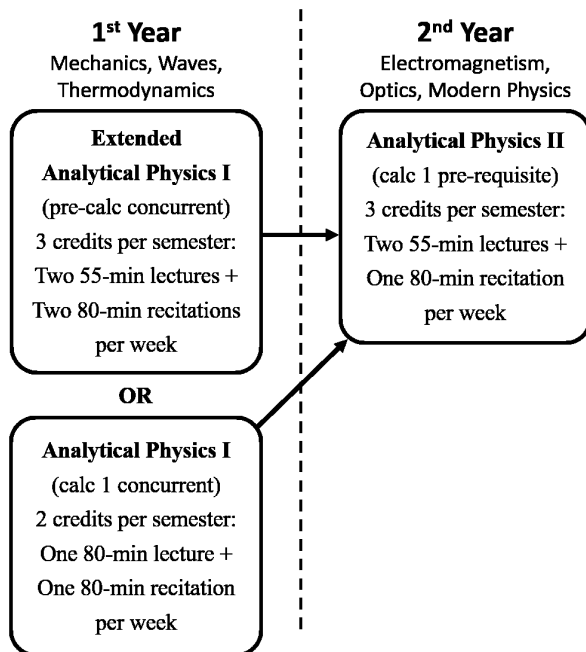 1st Year
Mechanics, Waves,
Thermodynamics
Extended
Analytical Physics I
(pre-calc concurrent)
3 credits per semester:
Two 55-min lectures +
Two 80-min recitations
per week
OR
Analytical Physics I
(calc 1 concurrent)
2 credits per semester:
One 80-min lecture +
One 80-min recitation
per week
2nd Year
Electromagnetism,
Optics, Modern Physics
Analytical Physics II
(calc 1 pre-requisite)
3 credits per semester:
Two 55-min lectures +
One 80-min recitation
per week